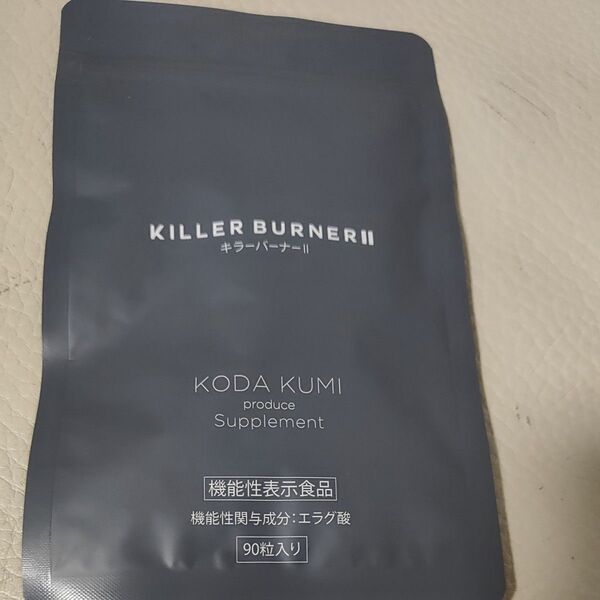 KILLER BURNERII
キラーバーナーII
KODA KUMI
produce
Supplement
機能性表示食品
機能性関与成分：エラグ酸
90粒入り